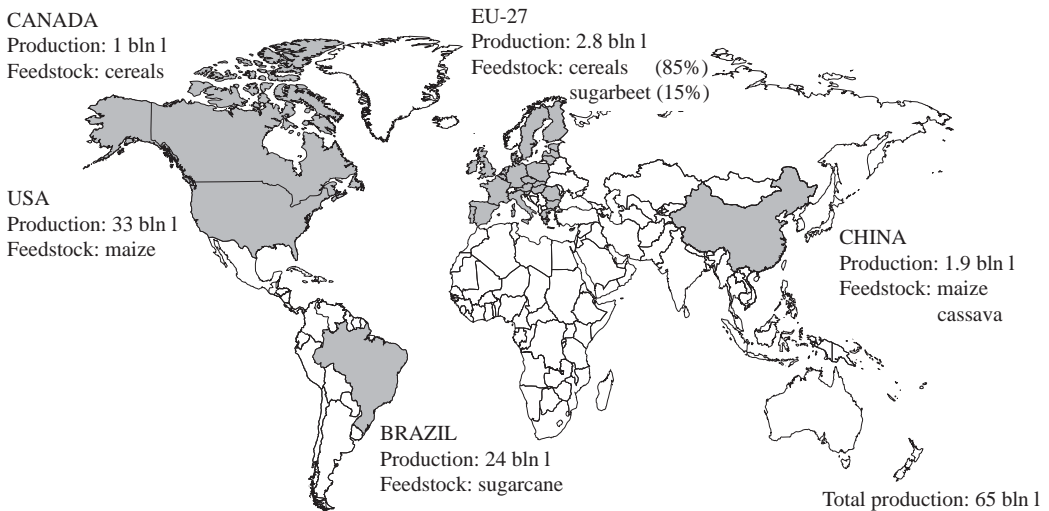 CANADA
Production: 1 bln l
Feedstock: cereals
EU-27
Production: 2.8 bln l
Feedstock: cereals (85%)
sugarbeet (15%)
USA
Production: 33 bln l
Feedstock: maize
CHINA
Production: 1.9 bln l
Feedstock: maize
cassava
BRAZIL
Production: 24 bln l
Feedstock: sugarcane
Total production: 65 bln l